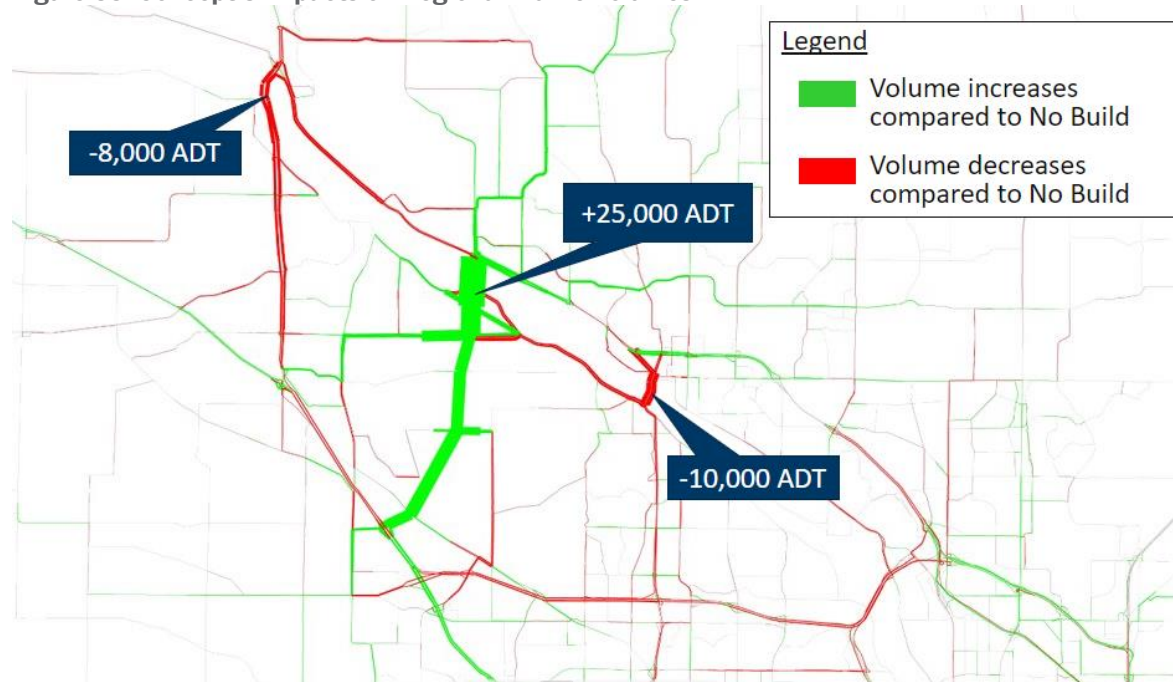 Legend
Volume increases
compared to No Build
Volume decreases
compared to No Build
-8,000 ADT
+25,000 ADT
-10,000 ADT